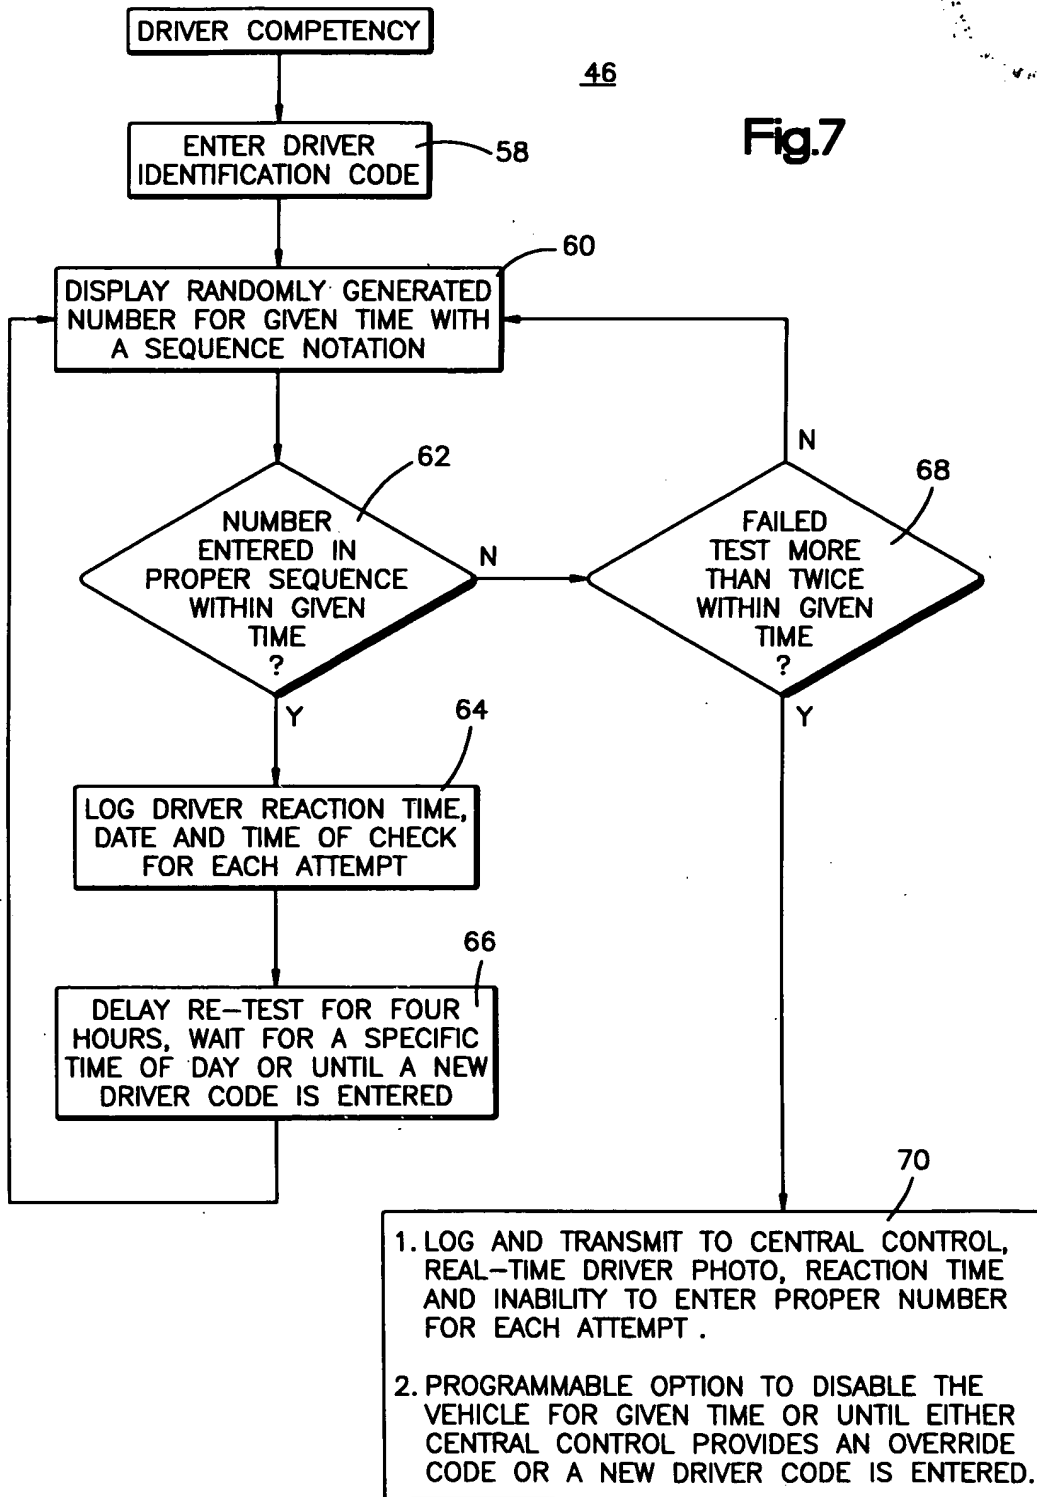 DRIVER COMPETENCY
46
Fig.7
ENTER DRIVER
IDENTIFICATION CODE
58
60
DISPLAY RANDOMLY GENERATED
NUMBER FOR GIVEN TIME WITH
A SEQUENCE NOTATION
62
NUMBER
ENTERED IN
PROPER SEQUENCE
WITHIN GIVEN
TIME
?
N
Y
68
FAILED
TEST MORE
THAN TWICE
WITHIN GIVEN
TIME
?
N
Y
64
LOG DRIVER REACTION TIME,
DATE AND TIME OF CHECK
FOR EACH ATTEMPT
66
DELAY RE-TEST FOR FOUR
HOURS, WAIT FOR A SPECIFIC
TIME OF DAY OR UNTIL A NEW
DRIVER CODE IS ENTERED
70
1. LOG AND TRANSMIT TO CENTRAL CONTROL,
REAL-TIME DRIVER PHOTO, REACTION TIME
AND INABILITY TO ENTER PROPER NUMBER
FOR EACH ATTEMPT .
2. PROGRAMMABLE OPTION TO DISABLE THE
VEHICLE FOR GIVEN TIME OR UNTIL EITHER
CENTRAL CONTROL PROVIDES AN OVERRIDE
CODE OR A NEW DRIVER CODE IS ENTERED.